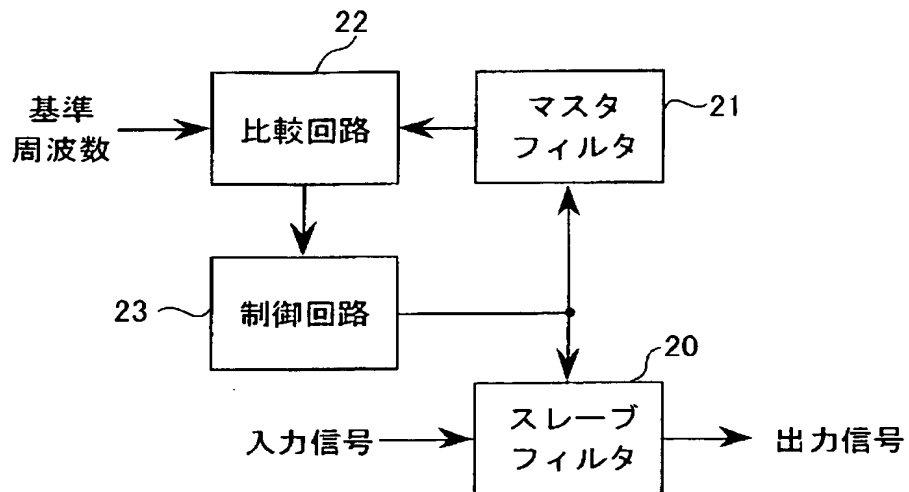 22
基準
周波数
比較回路
マスタ
フィルタ
21
23
制御回路
20
入力信号
スレーブ
フィルタ
出力信号